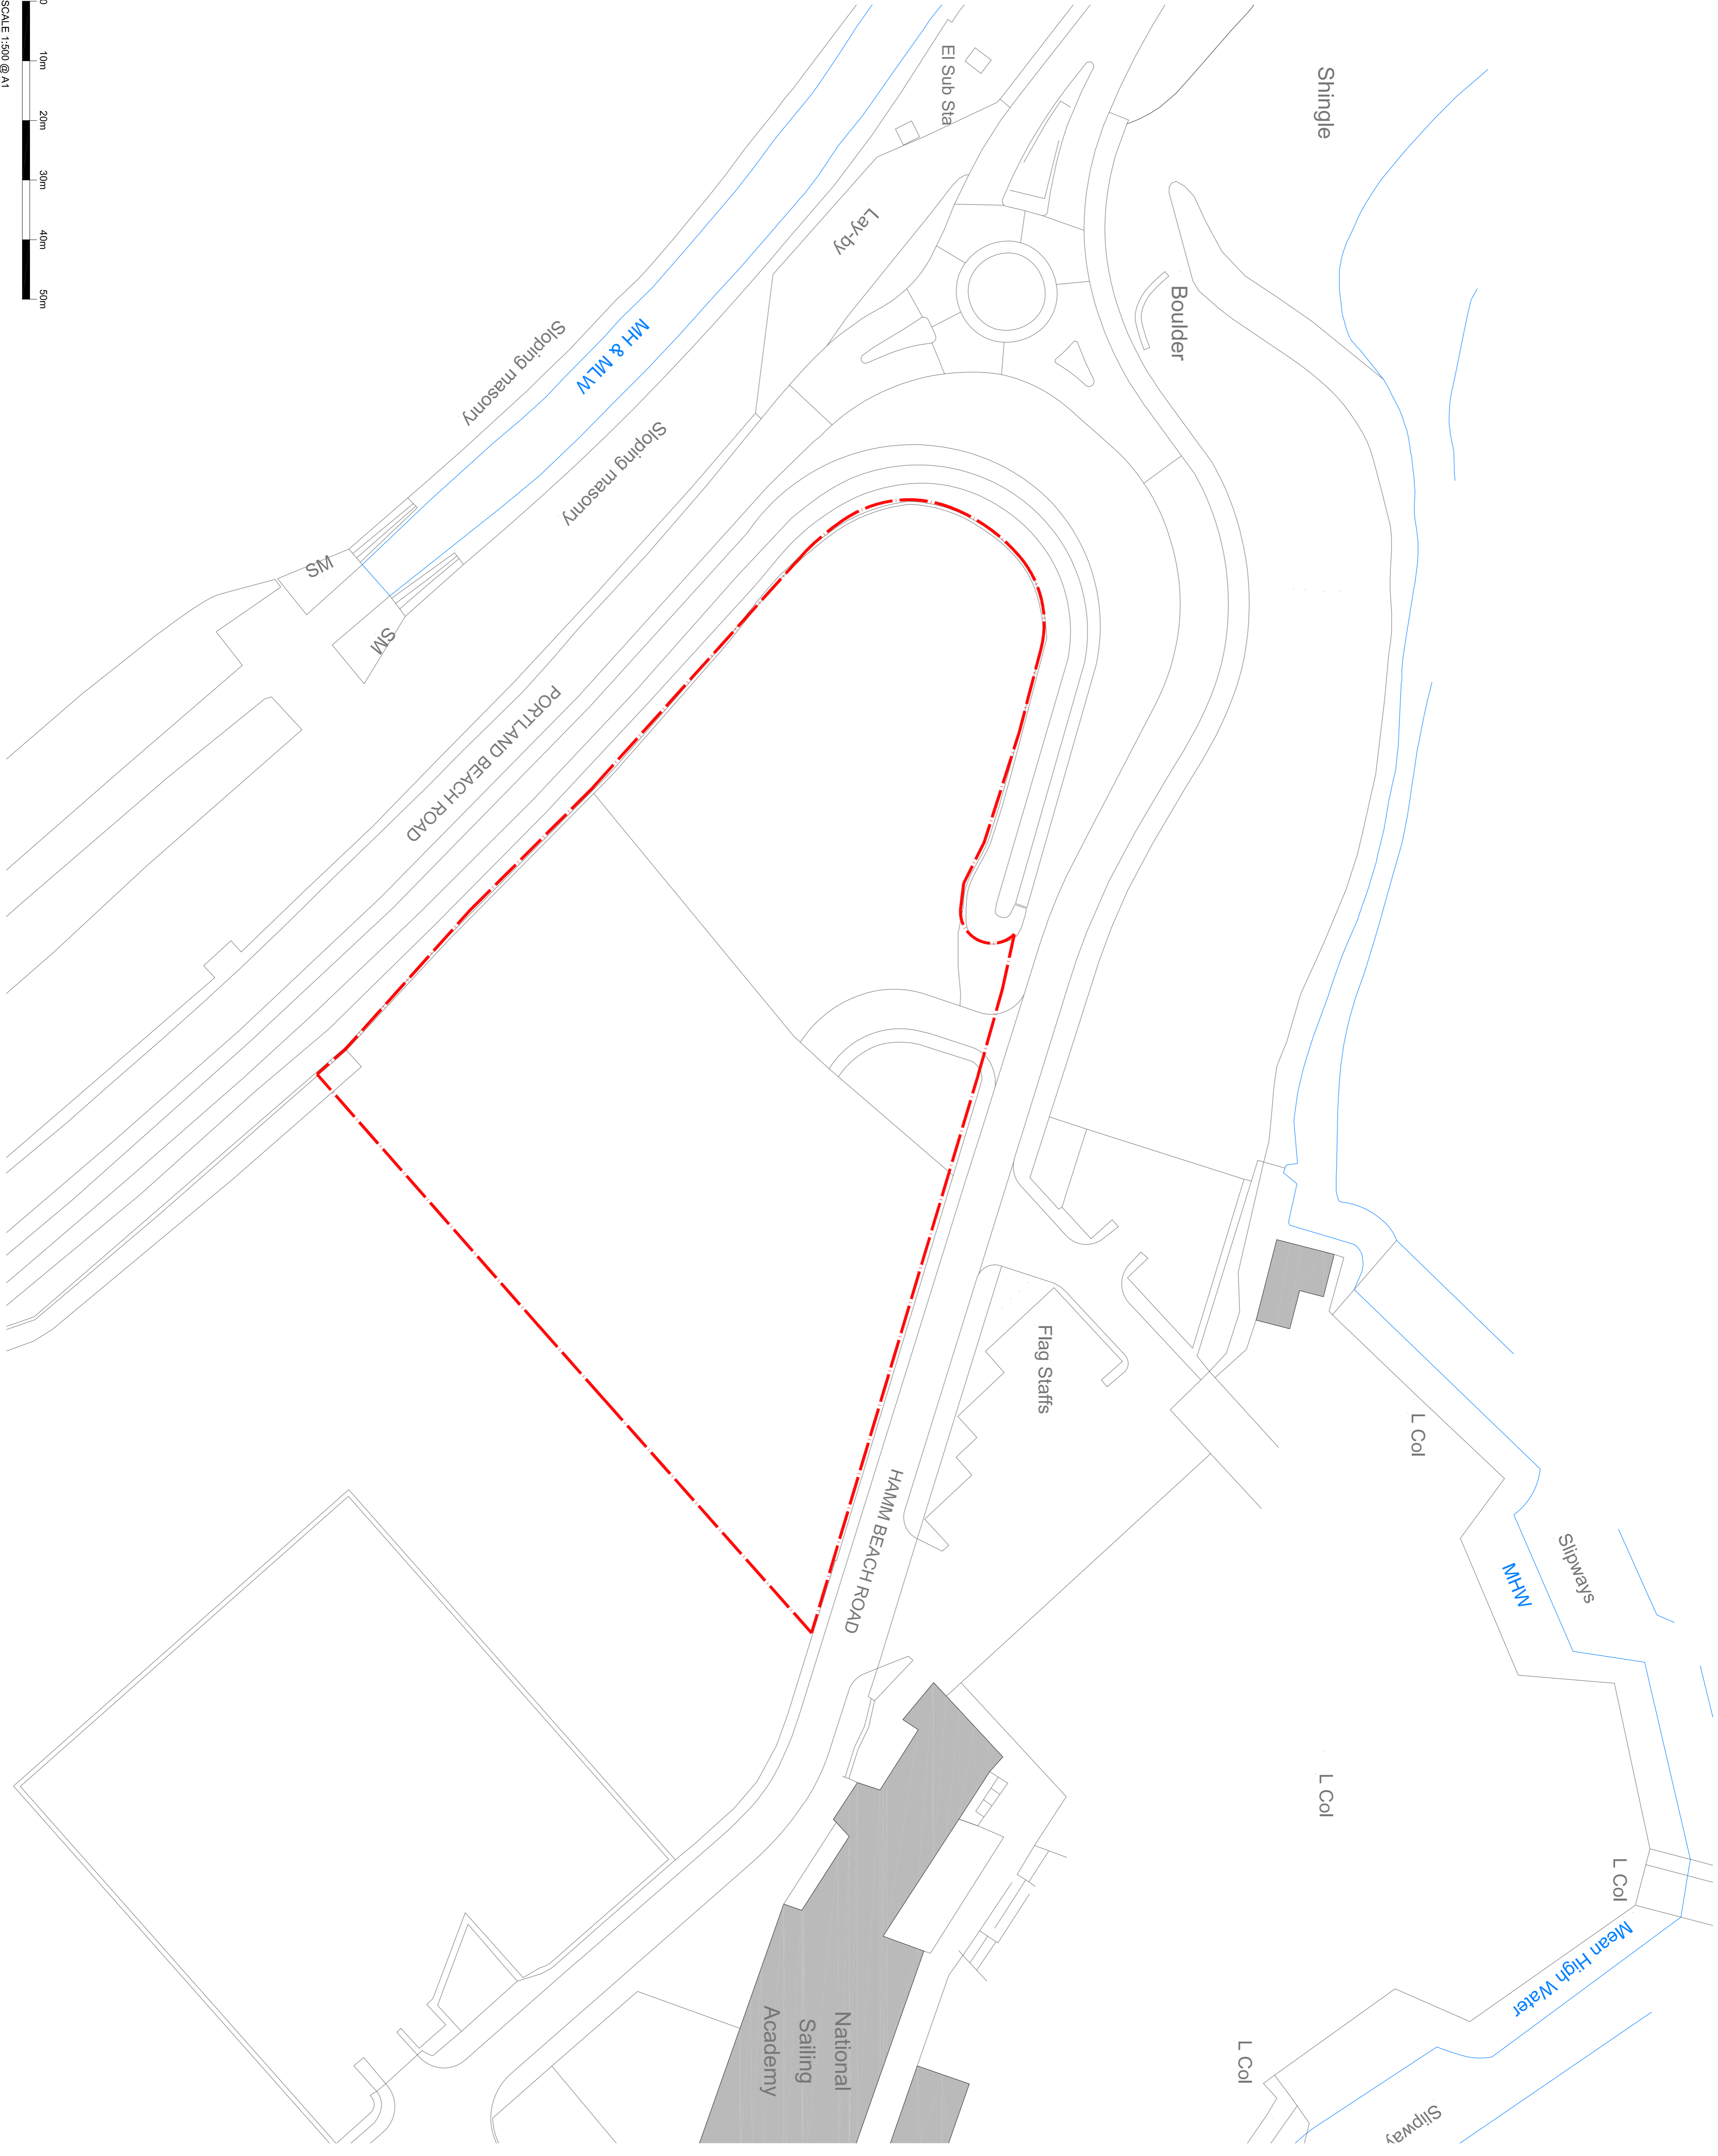 0
10m
20m
30m
40m
50m
SCALE 1:500 @ A1
Shingle
El Sub Sta
Lay-by
Boulder
Sloping masonry
MH & MLW
Sloping masonry
SM
SM
PORTLAND BEACH ROAD
Flag Staffs
L Col
HAMM BEACH ROAD
Slipways
MHW
L Col
L Col
Mean High Water
National
Sailing
Academy
L Col
Slipway